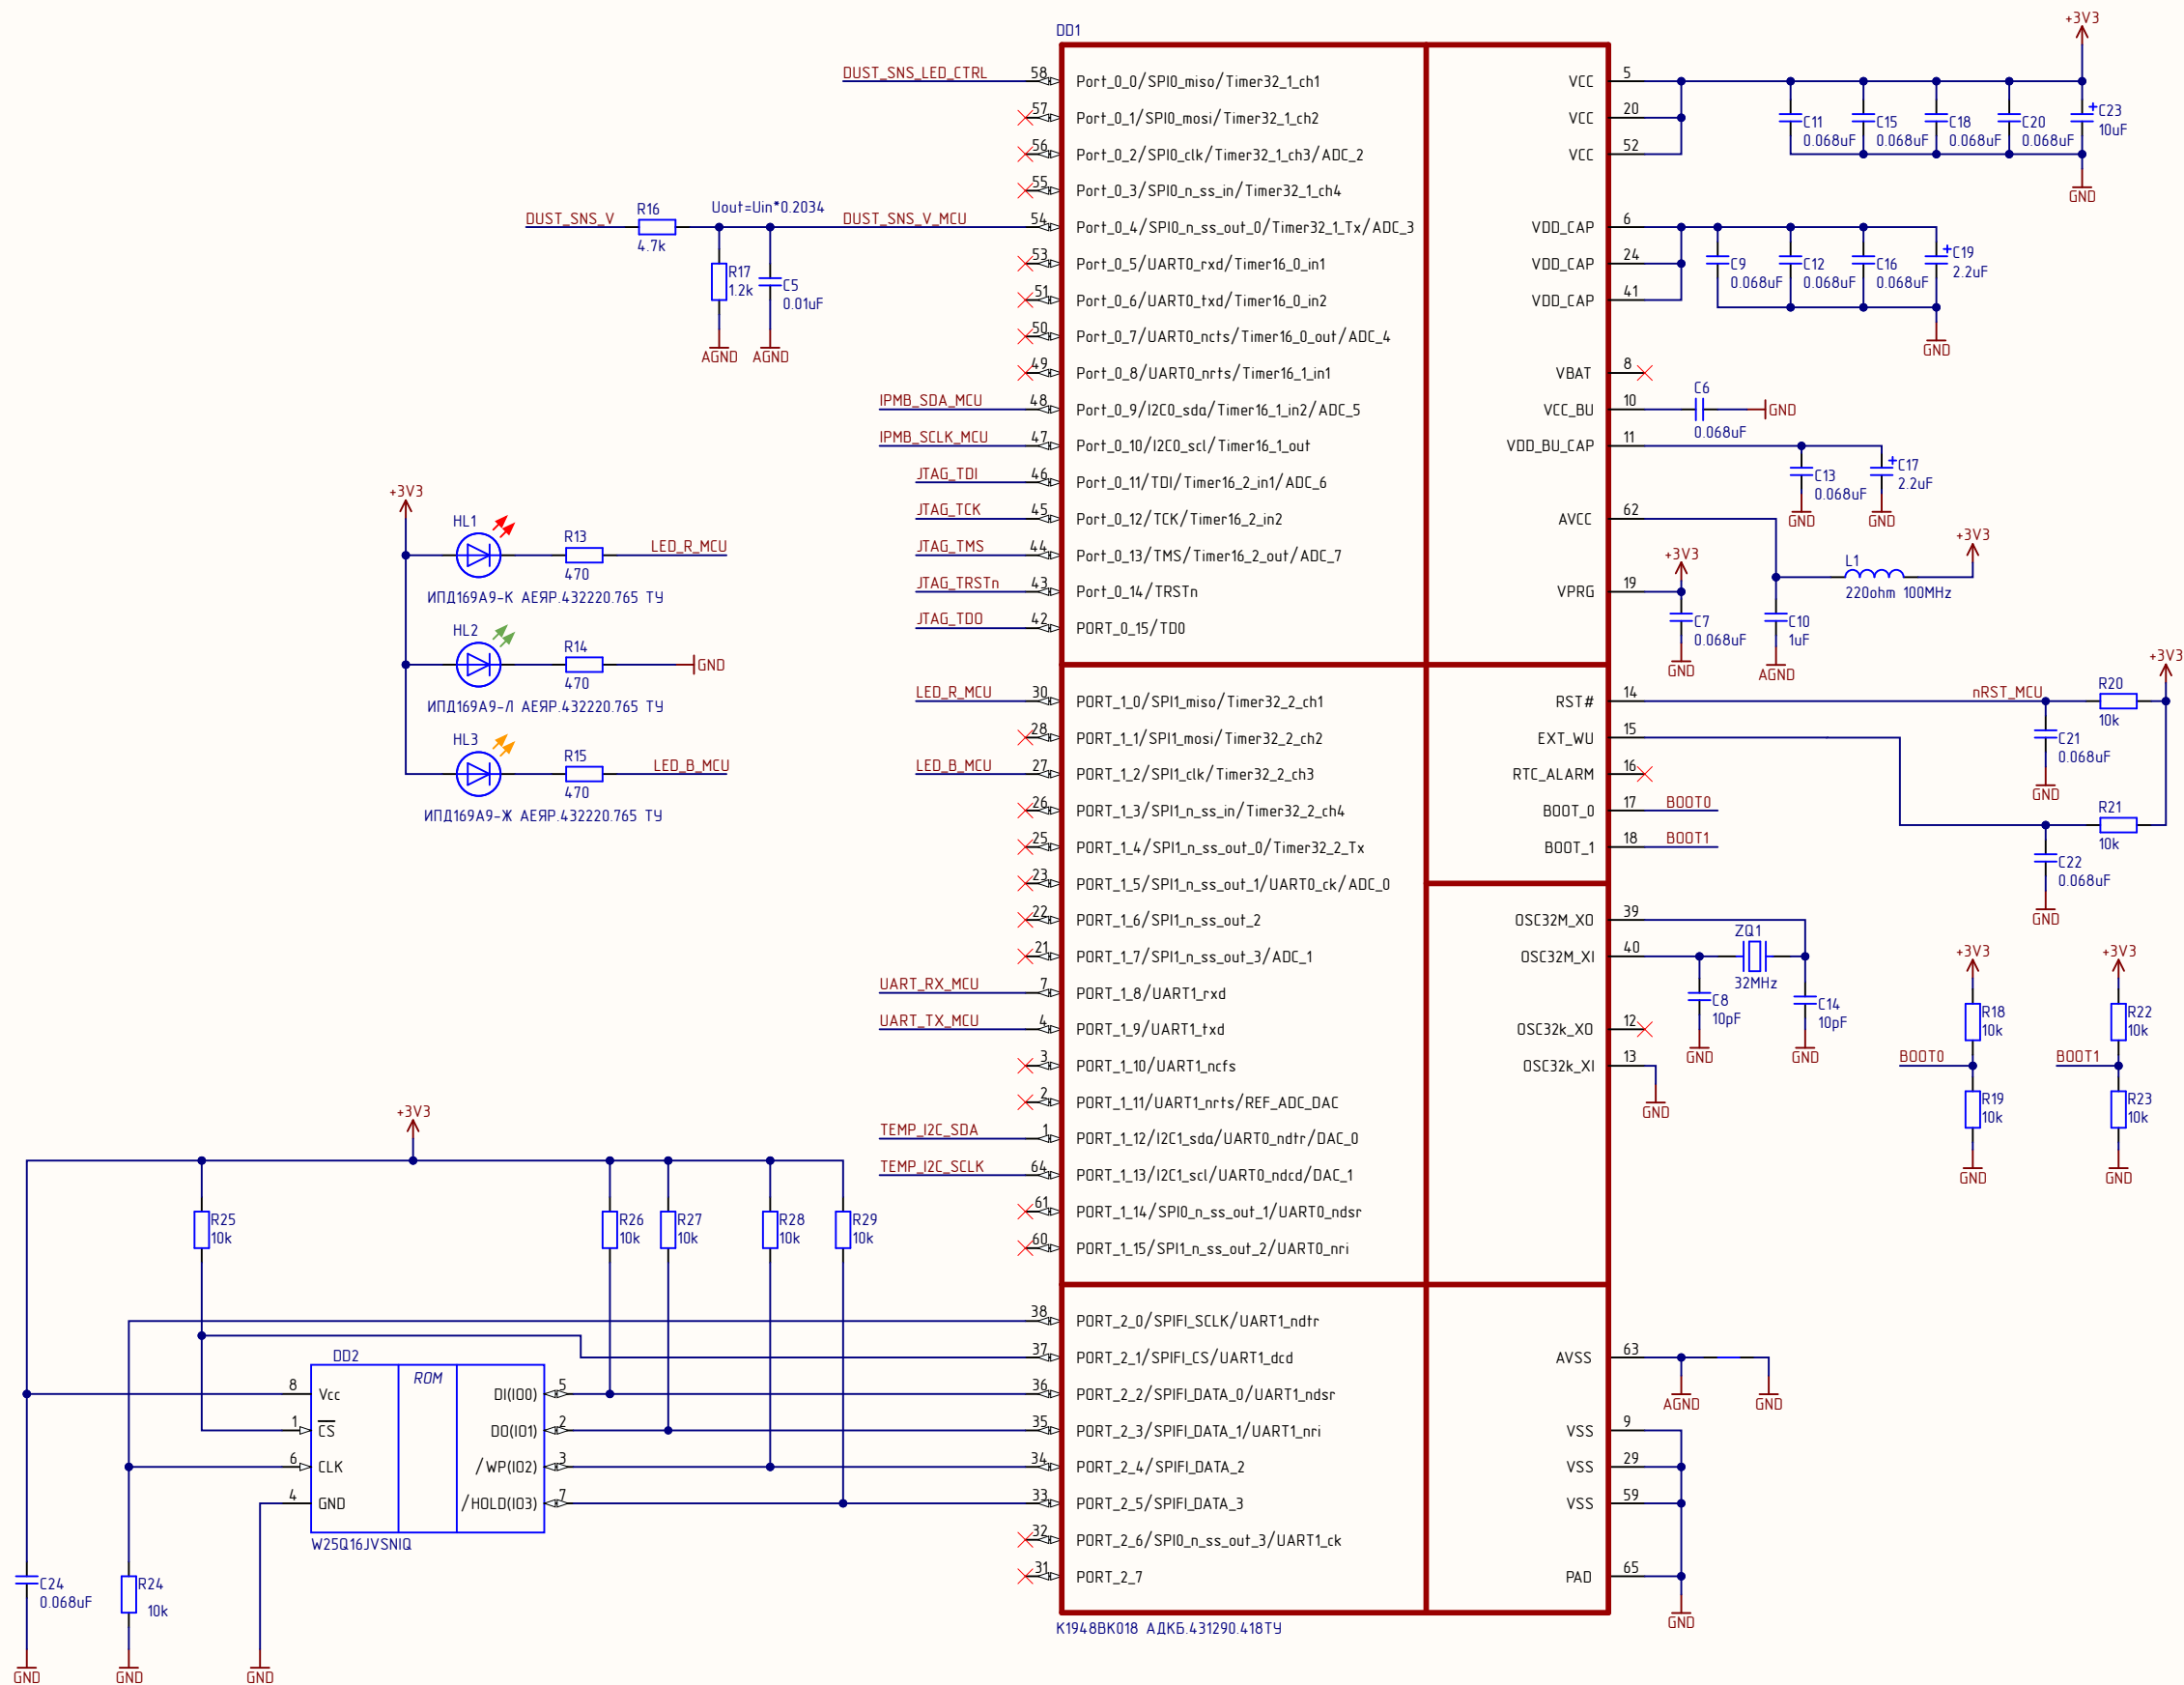 DD1
DUST_SNS_LED_CTRL 58 Port_0_0/SPI0_miso/Timer32_1_ch1
57 Port_0_1/SPI0_mosi/Timer32_1_ch2
56 Port_0_2/SPI0_clk/Timer32_1_ch3/ADC_2
55 Port_0_3/SPI0_n_ss_in/Timer32_1_ch4
DUST_SNS_V R16 4.7k Uout=Uin*0.2034 DUST_SNS_V_MCU 54 Port_0_4/SPI0_n_ss_out_0/Timer32_1_Tx/ADC_3
53 Port_0_5/UART0_rxd/Timer16_0_in1
R17 1.2k
C5 0.01uF
AGND AGND
51 Port_0_6/UART0_txd/Timer16_0_in2
50 Port_0_7/UART0_ncts/Timer16_0_out/ADC_4
49 Port_0_8/UART0_nrts/Timer16_1_in1
IPMB_SDA_MCU 48 Port_0_9/I2C0_sda/Timer16_1_in2/ADC_5
IPMB_SCLK_MCU 47 Port_0_10/I2C0_scl/Timer16_1_out
JTAG_TDI 46 Port_0_11/TDI/Timer16_2_in1/ADC_6
JTAG_TCK 45 Port_0_12/TCK/Timer16_2_in2
JTAG_TMS 44 Port_0_13/TMS/Timer16_2_out/ADC_7
JTAG_TRSTn 43 Port_0_14/TRSTn
JTAG_TDO 42 PORT_0_15/TDO
+3V3
HL1 R13 470 LED_R_MCU
ИПД169А9-К АЕЯР.432220.765 ТУ
HL2 R14 470 GND
ИПД169А9-Л АЕЯР.432220.765 ТУ
HL3 R15 470 LED_B_MCU
ИПД169А9-Ж АЕЯР.432220.765 ТУ
LED_R_MCU 30 PORT_1_0/SPI1_miso/Timer32_2_ch1
28 PORT_1_1/SPI1_mosi/Timer32_2_ch2
LED_B_MCU 27 PORT_1_2/SPI1_clk/Timer32_2_ch3
26 PORT_1_3/SPI1_n_ss_in/Timer32_2_ch4
25 PORT_1_4/SPI1_n_ss_out_0/Timer32_2_Tx
23 PORT_1_5/SPI1_n_ss_out_1/UART0_ck/ADC_0
22 PORT_1_6/SPI1_n_ss_out_2
21 PORT_1_7/SPI1_n_ss_out_3/ADC_1
UART_RX_MCU 7 PORT_1_8/UART1_rxd
UART_TX_MCU 4 PORT_1_9/UART1_txd
3 PORT_1_10/UART1_ncfs
2 PORT_1_11/UART1_nrts/REF_ADC_DAC
TEMP_I2C_SDA 1 PORT_1_12/I2C1_sda/UART0_ndtr/DAC_0
TEMP_I2C_SCLK 64 PORT_1_13/I2C1_scl/UART0_ndcd/DAC_1
61 PORT_1_14/SPI0_n_ss_out_1/UART0_ndsr
60 PORT_1_15/SPI1_n_ss_out_2/UART0_nri
38 PORT_2_0/SPIFI_SCLK/UART1_ndtr
37 PORT_2_1/SPIFI_CS/UART1_dcd
36 PORT_2_2/SPIFI_DATA_0/UART1_ndsr
35 PORT_2_3/SPIFI_DATA_1/UART1_nri
34 PORT_2_4/SPIFI_DATA_2
33 PORT_2_5/SPIFI_DATA_3
32 PORT_2_6/SPI0_n_ss_out_3/UART1_ck
31 PORT_2_7
K1948BK018 АДКБ.431290.418ТУ
VCC 5
VCC 20
VCC 52
+3V3
C11 0.068uF
C15 0.068uF
C18 0.068uF
C20 0.068uF
+ C23 10uF
GND
VDD_CAP 6
VDD_CAP 24
VDD_CAP 41
C9 0.068uF
C12 0.068uF
C16 0.068uF
+ C19 2.2uF
GND
VBAT 8
VCC_BU 10 C6 0.068uF GND
VDD_BU_CAP 11
C13 0.068uF GND
+ C17 2.2uF GND
AVCC 62
VPRG 19
+3V3 C7 0.068uF GND
C10 1uF AGND
L1 220ohm 100MHz +3V3
RST# 14 nRST_MCU R20 10k +3V3
EXT_WU 15
C21 0.068uF GND
RTC_ALARM 16
BOOT_0 17 BOOT0
BOOT_1 18 BOOT1
R21 10k
C22 0.068uF GND
OSC32M_XO 39
OSC32M_XI 40
ZQ1 32MHz
C8 10pF GND
C14 10pF GND
OSC32k_XO 12
OSC32k_XI 13 GND
+3V3 R18 10k BOOT0 R19 10k GND
+3V3 R22 10k BOOT1 R23 10k GND
AVSS 63 AGND GND
VSS 9
VSS 29
VSS 59
PAD 65
GND
+3V3
R25 10k
R26 10k
R27 10k
R28 10k
R29 10k
DD2
ROM
8 Vcc DI(IO0) 5
1 CS DO(IO1) 2
6 CLK /WP(IO2) 3
4 GND /HOLD(IO3) 7
W25Q16JVSNIQ
C24 0.068uF
R24 10k
GND GND GND